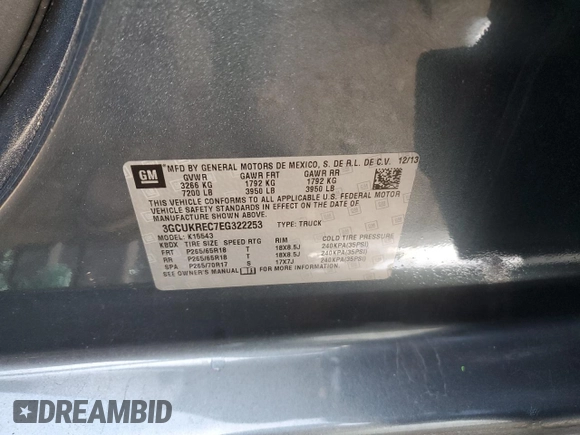 GM
MFD BY GENERAL MOTORS DE MEXICO, S. DE R.L. DE C.V. 12/13
GVWR GAWR FRT GAWR RR
3266 KG 1792 KG 1792 KG
7200 LB 3950 LB 3950 LB
THIS VEHICLE CONFORMS TO ALL APPLICABLE U.S. FEDERAL MOTOR
VEHICLE SAFETY STANDARDS IN EFFECT ON THE DATE OF
MANUFACTURE SHOWN ABOVE.
3GCUKREC7EG322253 TYPE: TRUCK
MODEL: K15543
KBDX TIRE SIZE SPEED RTG RIM COLD TIRE PRESSURE
FRT P265/65R18 T 18X8.5J 240KPA(35PSI)
RR P265/65R18 T 18X8.5J 240KPA(35PSI)
SPA P265/70R17 S 17X7J 240KPA(35PSI)
SEE OWNER'S MANUAL FOR MORE INFORMATION.
DREAMBID